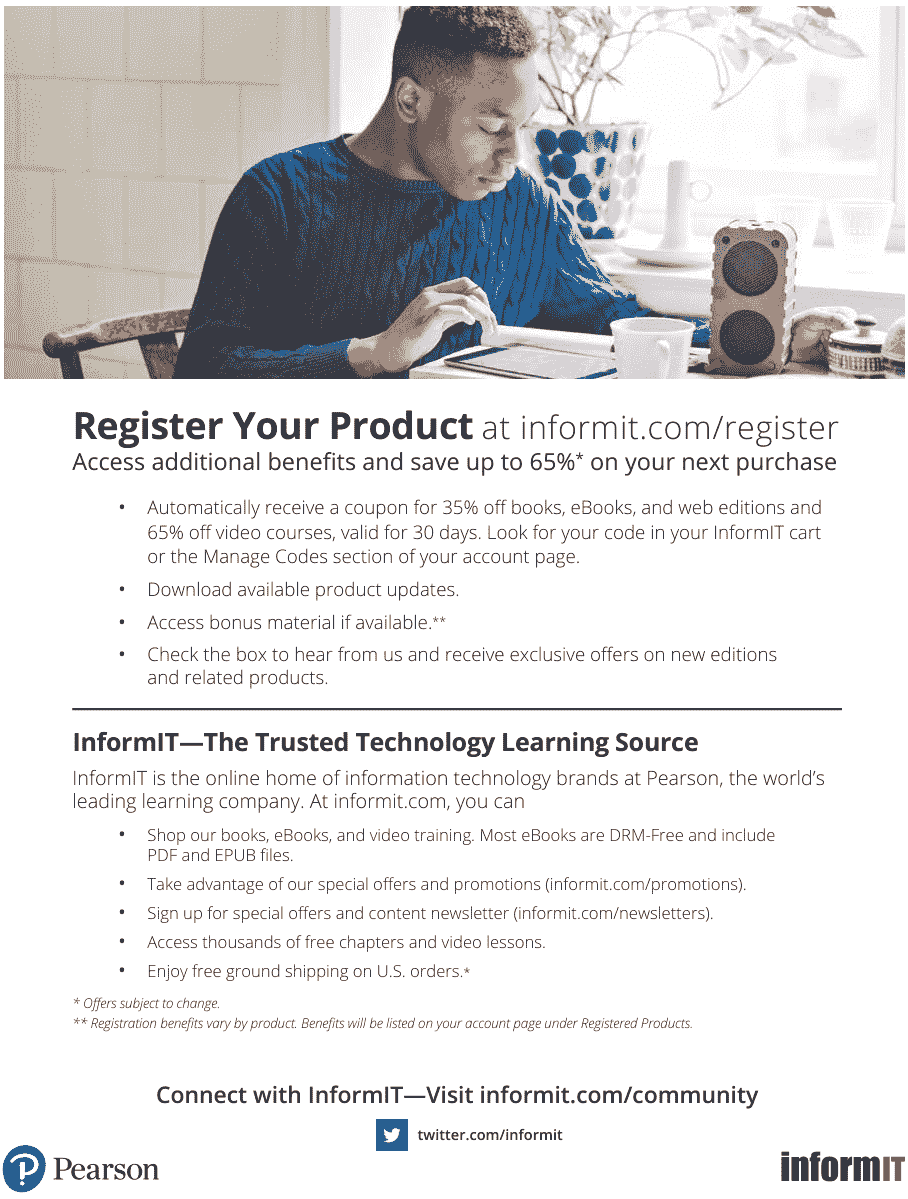 Register Your Product at informit.com/register
Access additional benefits and save up to 65%* on your next purchase
• Automatically receive a coupon for 35% off books, eBooks, and web editions and
65% off video courses, valid for 30 days. Look for your code in your InformIT cart
or the Manage Codes section of your account page.
• Download available product updates.
• Access bonus material if available.**
• Check the box to hear from us and receive exclusive offers on new editions
and related products.
InformIT—The Trusted Technology Learning Source
InformIT is the online home of information technology brands at Pearson, the world’s
leading learning company. At informit.com, you can
• Shop our books, eBooks, and video training. Most eBooks are DRM-Free and include
PDF and EPUB files.
• Take advantage of our special offers and promotions (informit.com/promotions).
• Sign up for special offers and content newsletter (informit.com/newsletters).
• Access thousands of free chapters and video lessons.
• Enjoy free ground shipping on U.S. orders.*
* Offers subject to change.
** Registration benefits vary by product. Benefits will be listed on your account page under Registered Products.
Connect with InformIT—Visit informit.com/community
twitter.com/informit
P Pearson
informIT